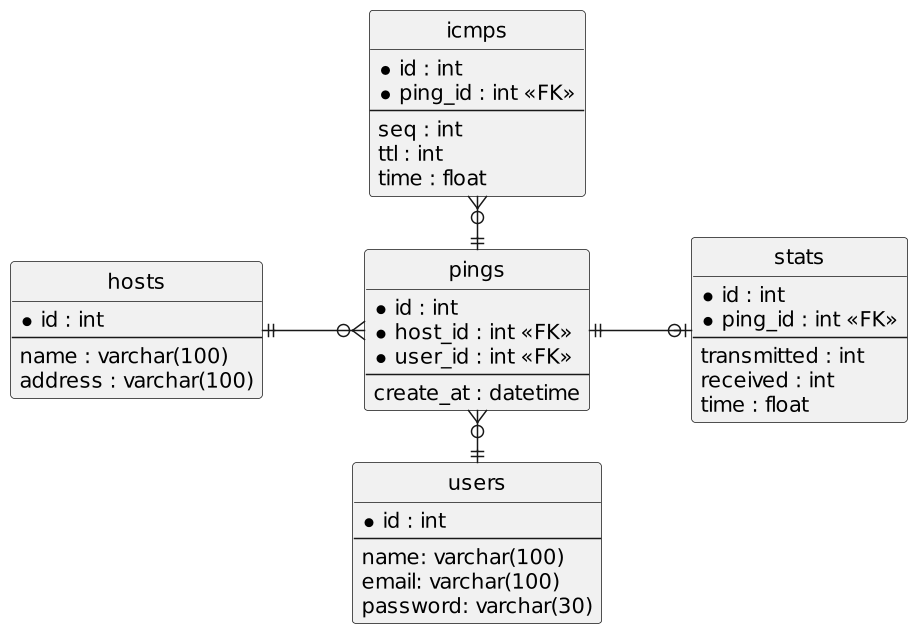 icmps
id : int
ping_id : int «FK»
seq : int
ttl : int
time : float
hosts
id : int
name : varchar(100)
address : varchar(100)
pings
id : int
host_id : int «FK»
user_id : int «FK»
create_at : datetime
stats
id : int
ping_id : int «FK»
transmitted : int
received : int
time : float
users
id : int
name: varchar(100)
email: varchar(100)
password: varchar(30)